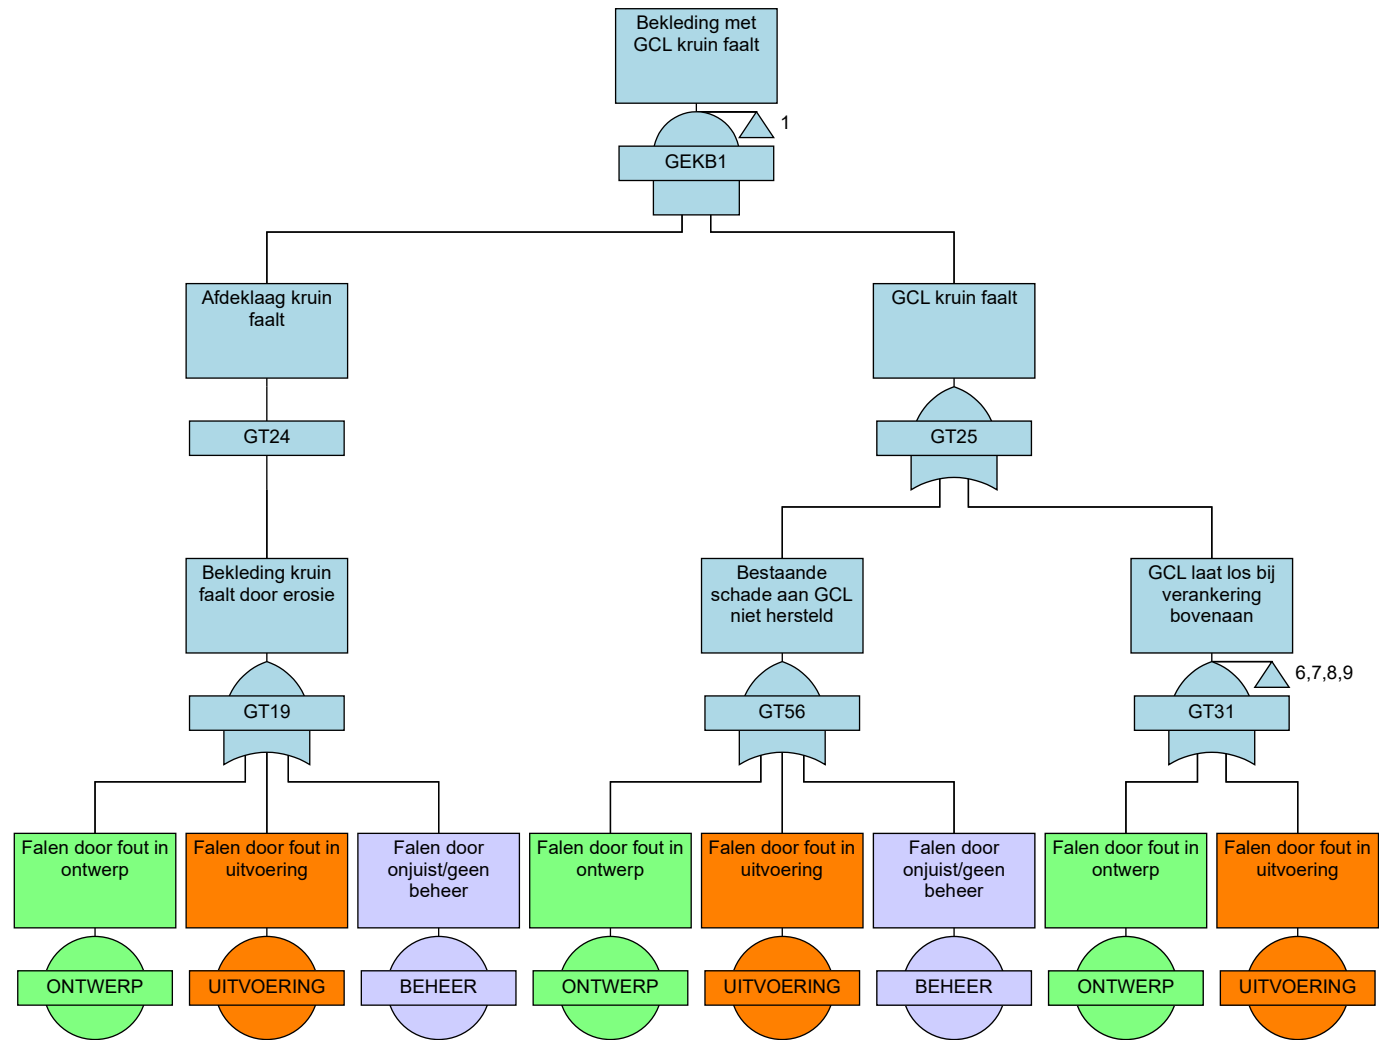 Bekleding met
GCL kruin faalt
1
GEKB1
Afdeklaag kruin
faalt
GCL kruin faalt
GT24
GT25
Bekleding kruin
faalt door erosie
Bestaande
schade aan GCL
niet hersteld
GCL laat los bij
verankering
bovenaan
6,7,8,9
GT19
GT56
GT31
Falen door fout in
ontwerp
Falen door fout in
uitvoering
Falen door
onjuist/geen
beheer
Falen door fout in
ontwerp
Falen door fout in
uitvoering
Falen door
onjuist/geen
beheer
Falen door fout in
ontwerp
Falen door fout in
uitvoering
ONTWERP
UITVOERING
BEHEER
ONTWERP
UITVOERING
BEHEER
ONTWERP
UITVOERING